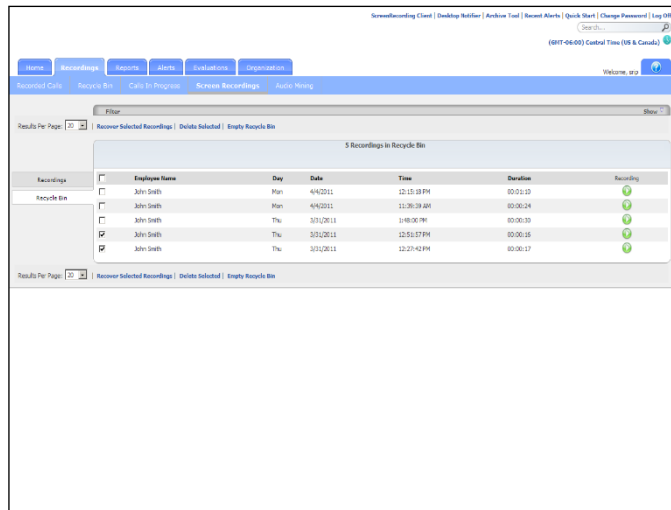 ScreenRecording Client | Desktop Notifier | Archive Tool | Recent Alerts | Quick Start | Change Password | Log Off
Search...
(GMT-06:00) Central Time (US & Canada)
Home Recordings Reports Alerts Evaluations Organization
Welcome, srip
Recorded Calls Recycle Bin Calls In Progress Screen Recordings Audio Mining
Filter Show
Results Per Page: 20 | Recover Selected Recordings | Delete Selected | Empty Recycle Bin
5 Recordings in Recycle Bin
Recordings
Recycle Bin
Employee Name Day Date Time Duration Recording
John Smith Mon 4/4/2011 12:15:18 PM 00:01:10
John Smith Mon 4/4/2011 11:39:39 AM 00:00:24
John Smith Thu 3/31/2011 1:48:00 PM 00:00:30
John Smith Thu 3/31/2011 12:51:57 PM 00:00:16
John Smith Thu 3/31/2011 12:27:42 PM 00:00:17
Results Per Page: 20 | Recover Selected Recordings | Delete Selected | Empty Recycle Bin